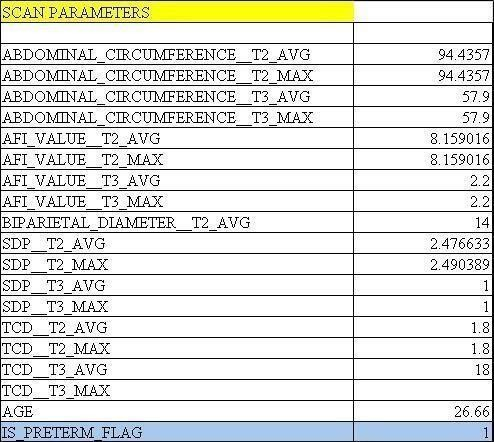 SCAN PARAMETERS
ABDOMINAL_CIRCUMFERENCE__T2_AVG 94.4357
ABDOMINAL_CIRCUMFERENCE__T2_MAX 94.4357
ABDOMINAL_CIRCUMFERENCE__T3_AVG 57.9
ABDOMINAL_CIRCUMFERENCE__T3_MAX 57.9
AFI_VALUE__T2_AVG 8.159016
AFI_VALUE__T2_MAX 8.159016
AFI_VALUE__T3_AVG 2.2
AFI_VALUE__T3_MAX 2.2
BIPARIETAL_DIAMETER__T2_AVG 14
SDP__T2_AVG 2.476633
SDP__T2_MAX 2.490389
SDP__T3_AVG 1
SDP__T3_MAX 1
TCD__T2_AVG 1.8
TCD__T2_MAX 1.8
TCD__T3_AVG 18
TCD__T3_MAX
AGE 26.66
IS_PRETERM_FLAG 1